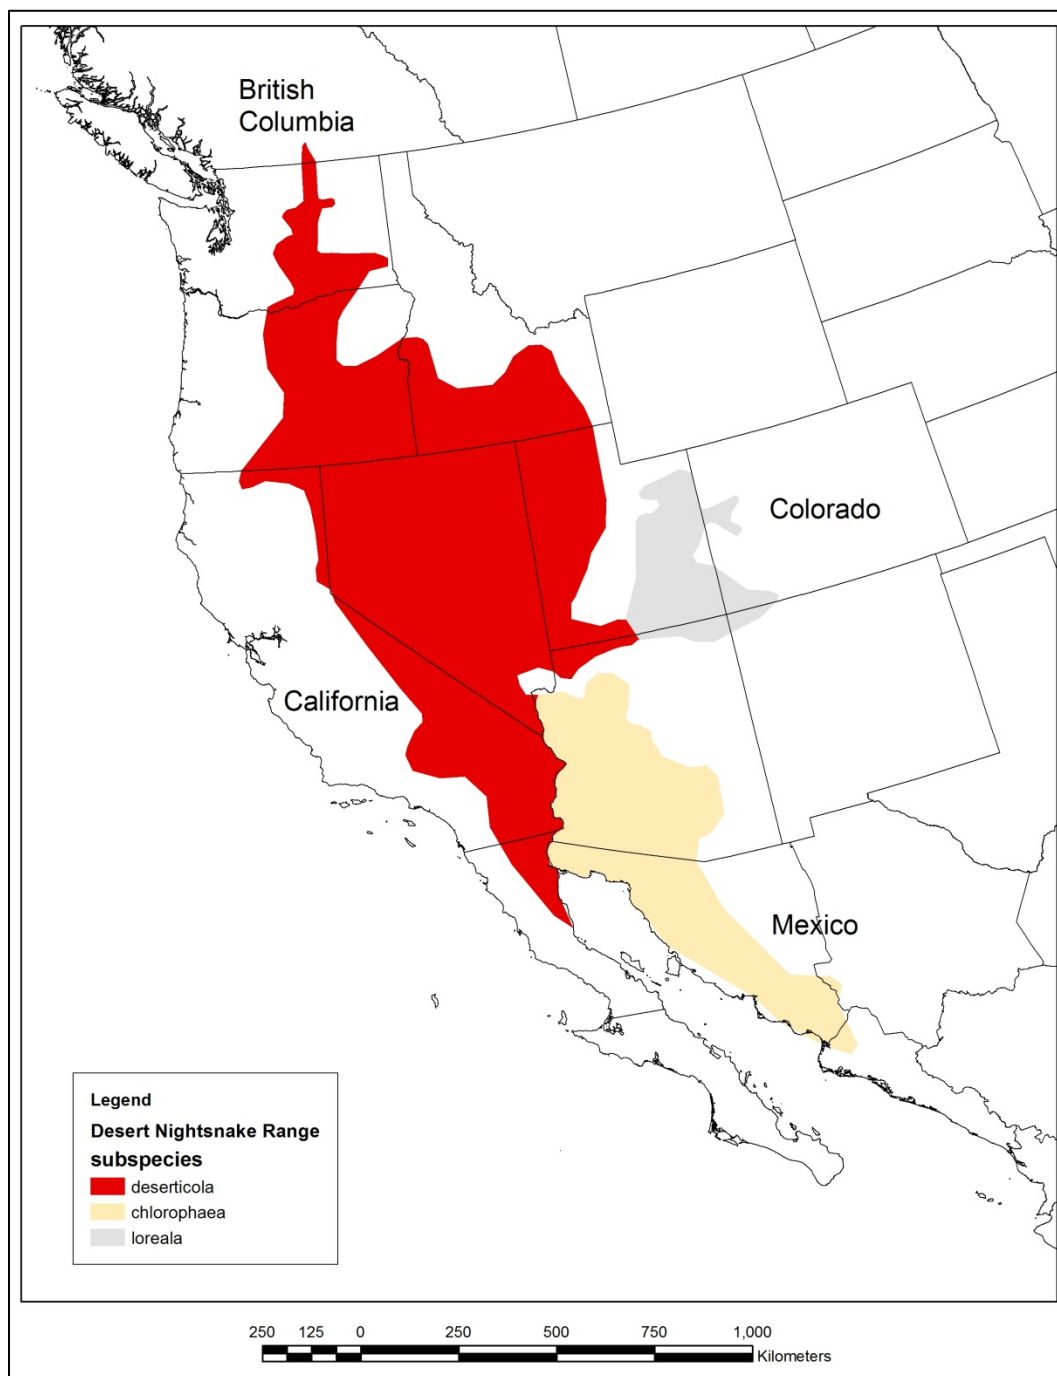 British
Columbia
Colorado
California
Mexico
Legend
Desert Nightsnake Range
subspecies
deserticola
chlorophaea
loreala
250 125 0 250 500 750 1,000
Kilometers